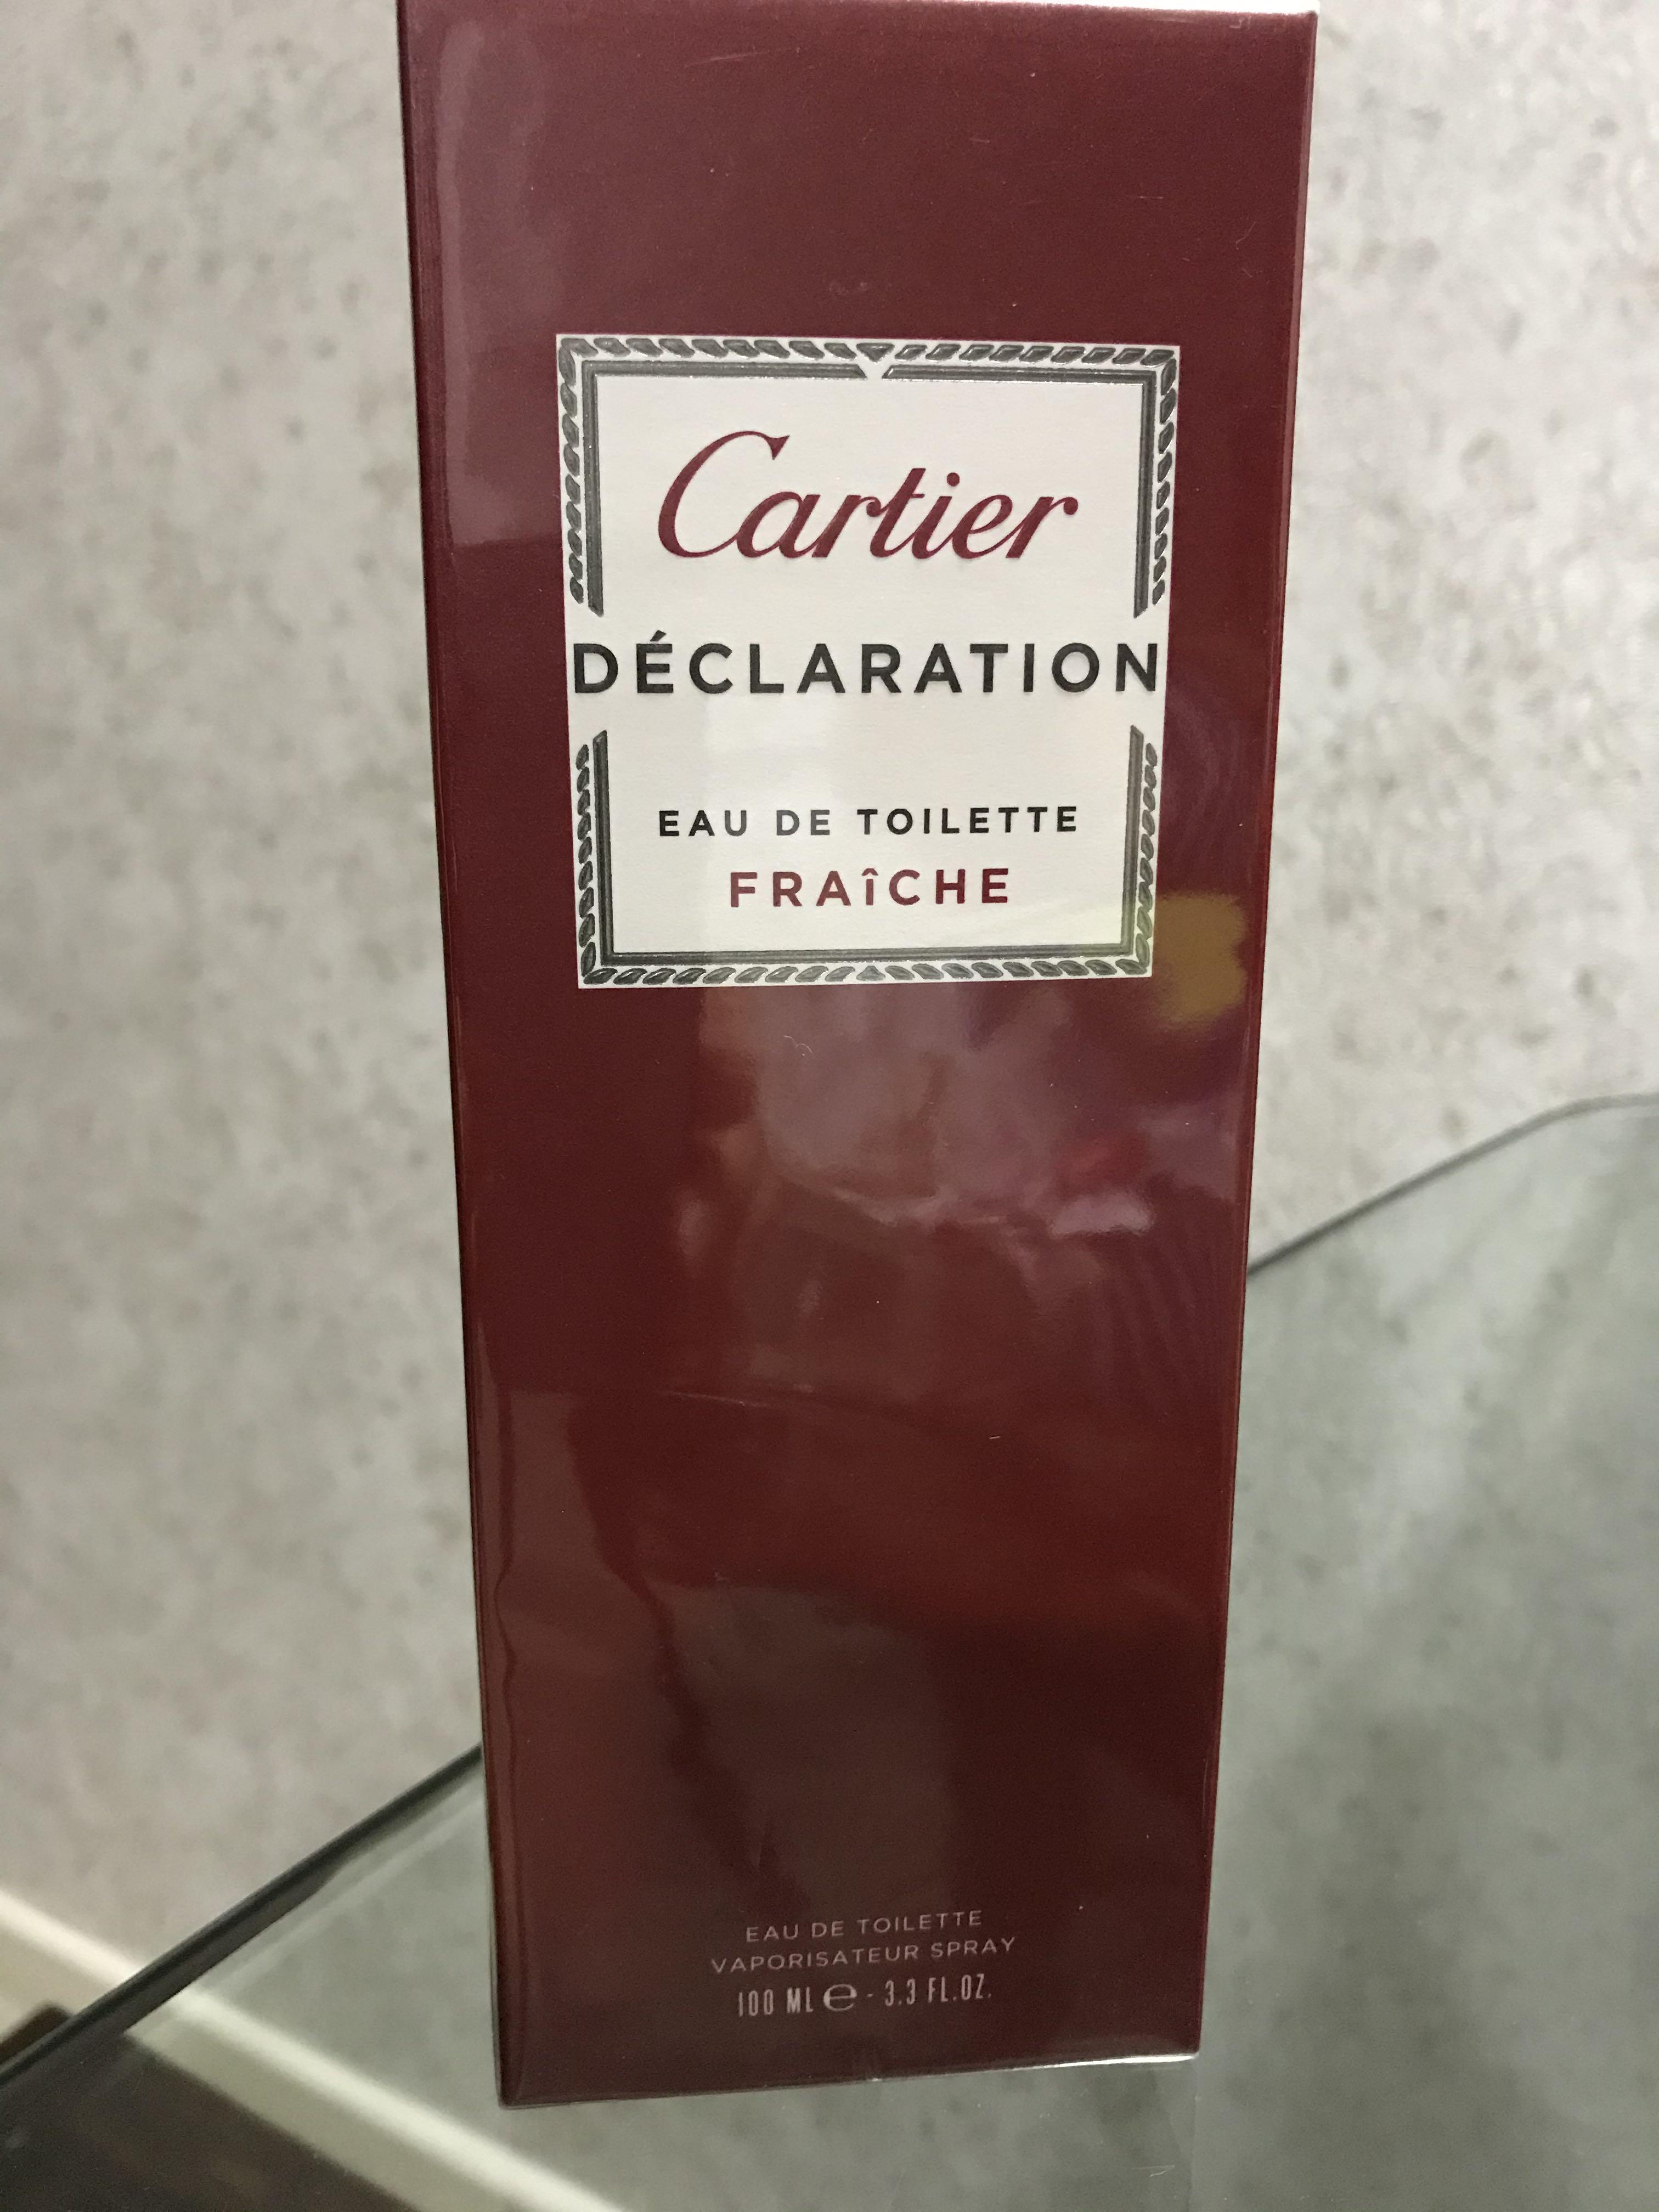 Cartier
DÉCLARATION
EAU DE TOILETTE
FRAîCHE
EAU DE TOILETTE
VAPORISATEUR SPRAY
100 ML ℮ - 3.3 FL.OZ.